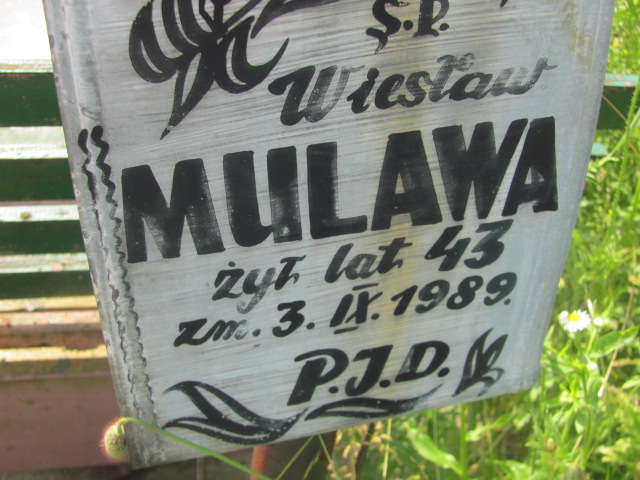 Ś.P.
Wiesław
MULAWA
żył. lat. 43
zm. 3. IX. 1989.
P.J.D.